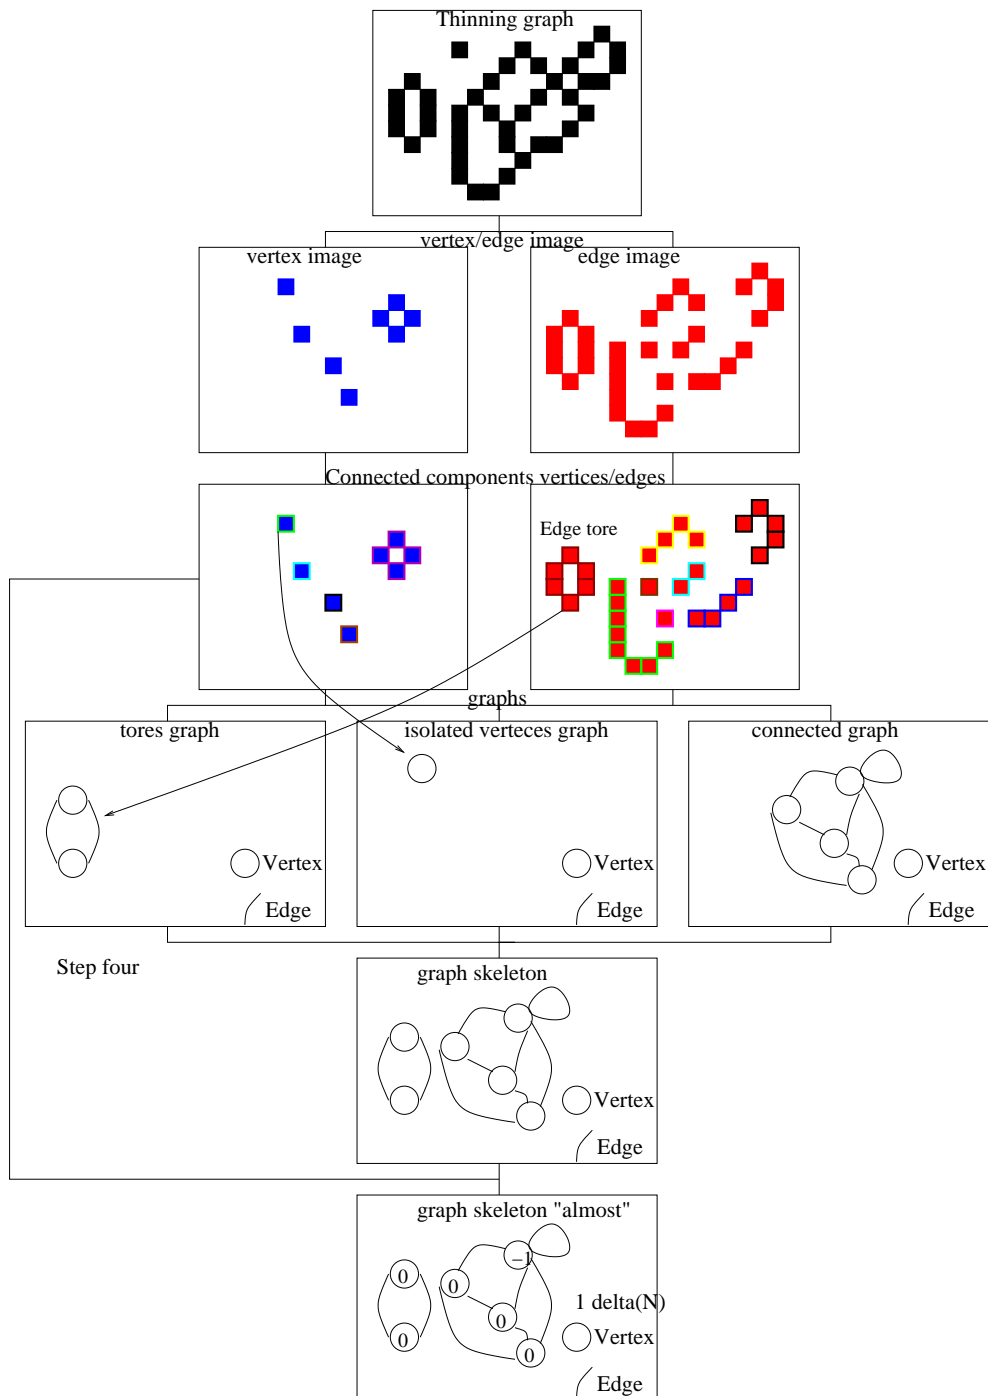 Thinning graph
vertex/edge image
vertex image
edge image
Connected components vertices/edges
Edge tore
graphs
tores graph
isolated verteces graph
connected graph
Vertex
Edge
Vertex
Edge
Vertex
Edge
Step four
graph skeleton
Vertex
Edge
graph skeleton "almost"
−1
0
0
0
1 delta(N)
0
0
Vertex
Edge